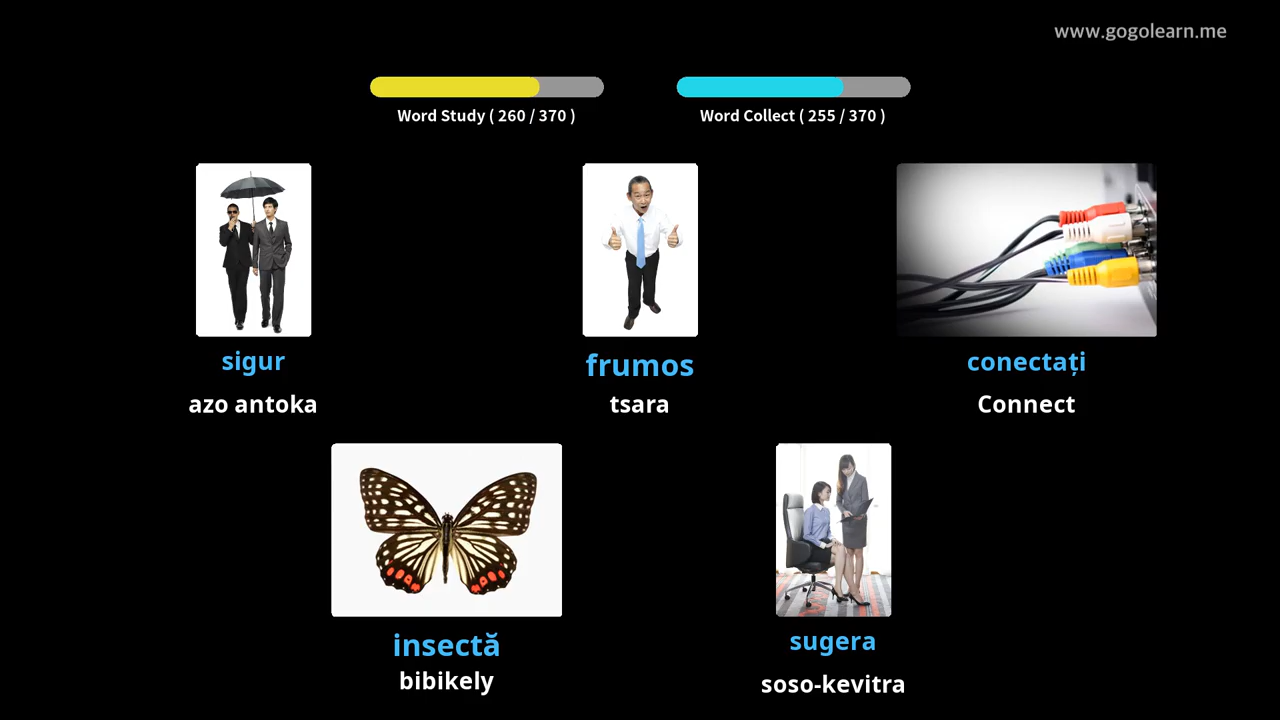 www.gogolearn.me
Word Study ( 260 / 370 )
Word Collect ( 255 / 370 )
sigur
azo antoka
frumos
tsara
conectați
Connect
insectă
bibikely
sugera
soso-kevitra